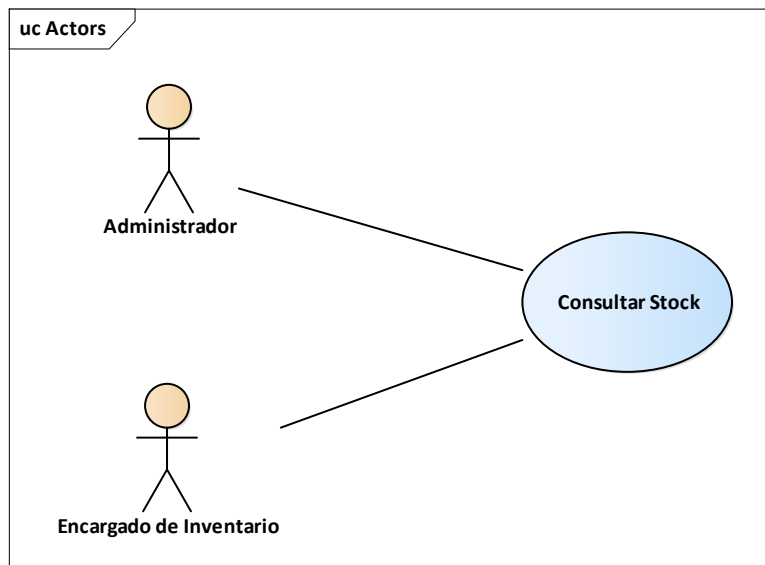 uc Actors
Administrador
Consultar Stock
Encargado de Inventario